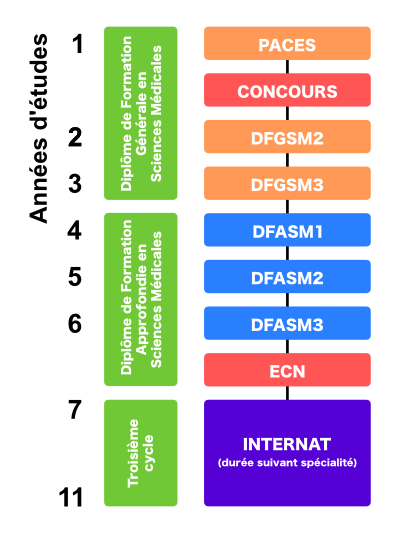 Années d'études
1
2
3
4
5
6
7
11
Diplôme de Formation
Générale en
Sciences Médicales
Diplôme de Formation
Approfondie en
Sciences Médicales
Troisième
cycle
PACES
CONCOURS
DFGSM2
DFGSM3
DFASM1
DFASM2
DFASM3
ECN
INTERNAT
(durée suivant spécialité)